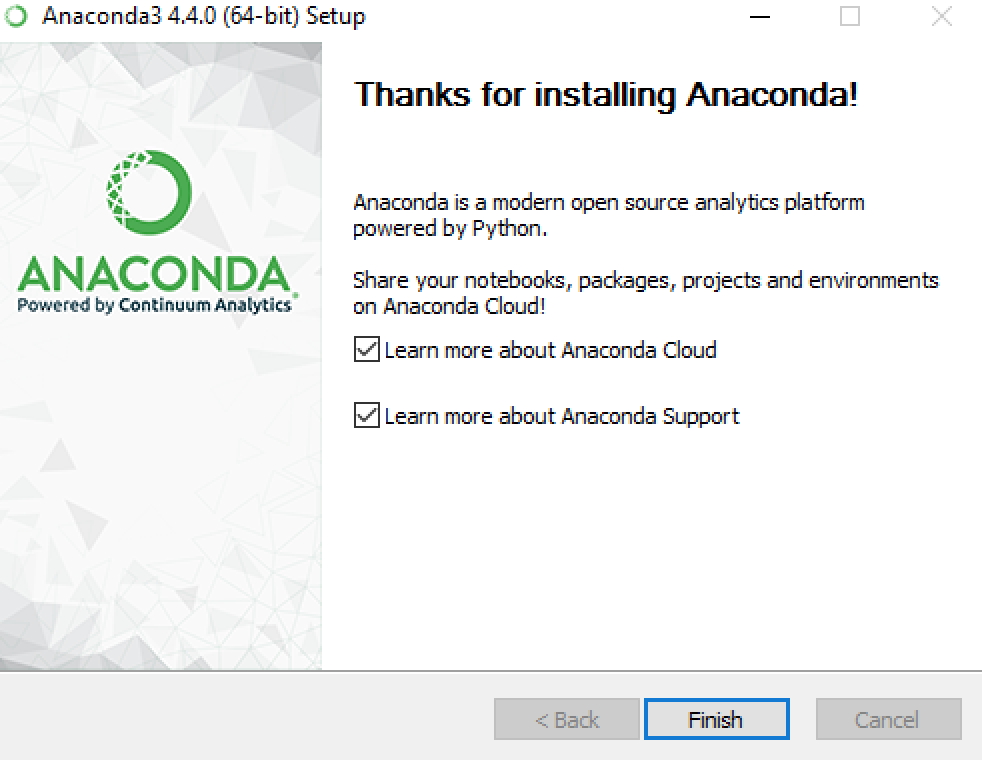 Anaconda3 4.4.0 (64-bit) Setup
Thanks for installing Anaconda!
Anaconda is a modern open source analytics platform
powered by Python.
Share your notebooks, packages, projects and environments
on Anaconda Cloud!
Learn more about Anaconda Cloud
Learn more about Anaconda Support
ANACONDA
Powered by Continuum Analytics
< Back
Finish
Cancel